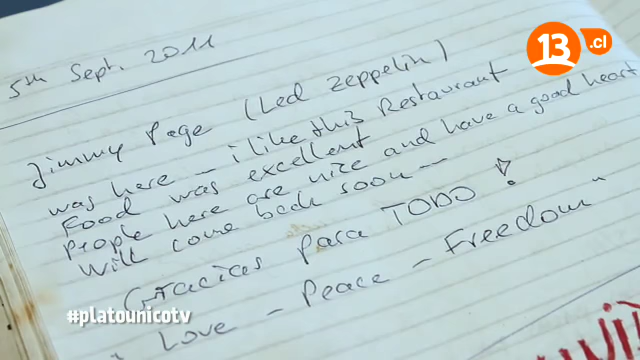 13.cl
5th Sept. 2011
Jimmy Page (Led Zeppelin)
was here - i like this Restaurant
Food was excellent
people here are nize and have a good heart
will come back soon --
Gracias para TODO !
Love - Peace - Freedom
#platounicotv